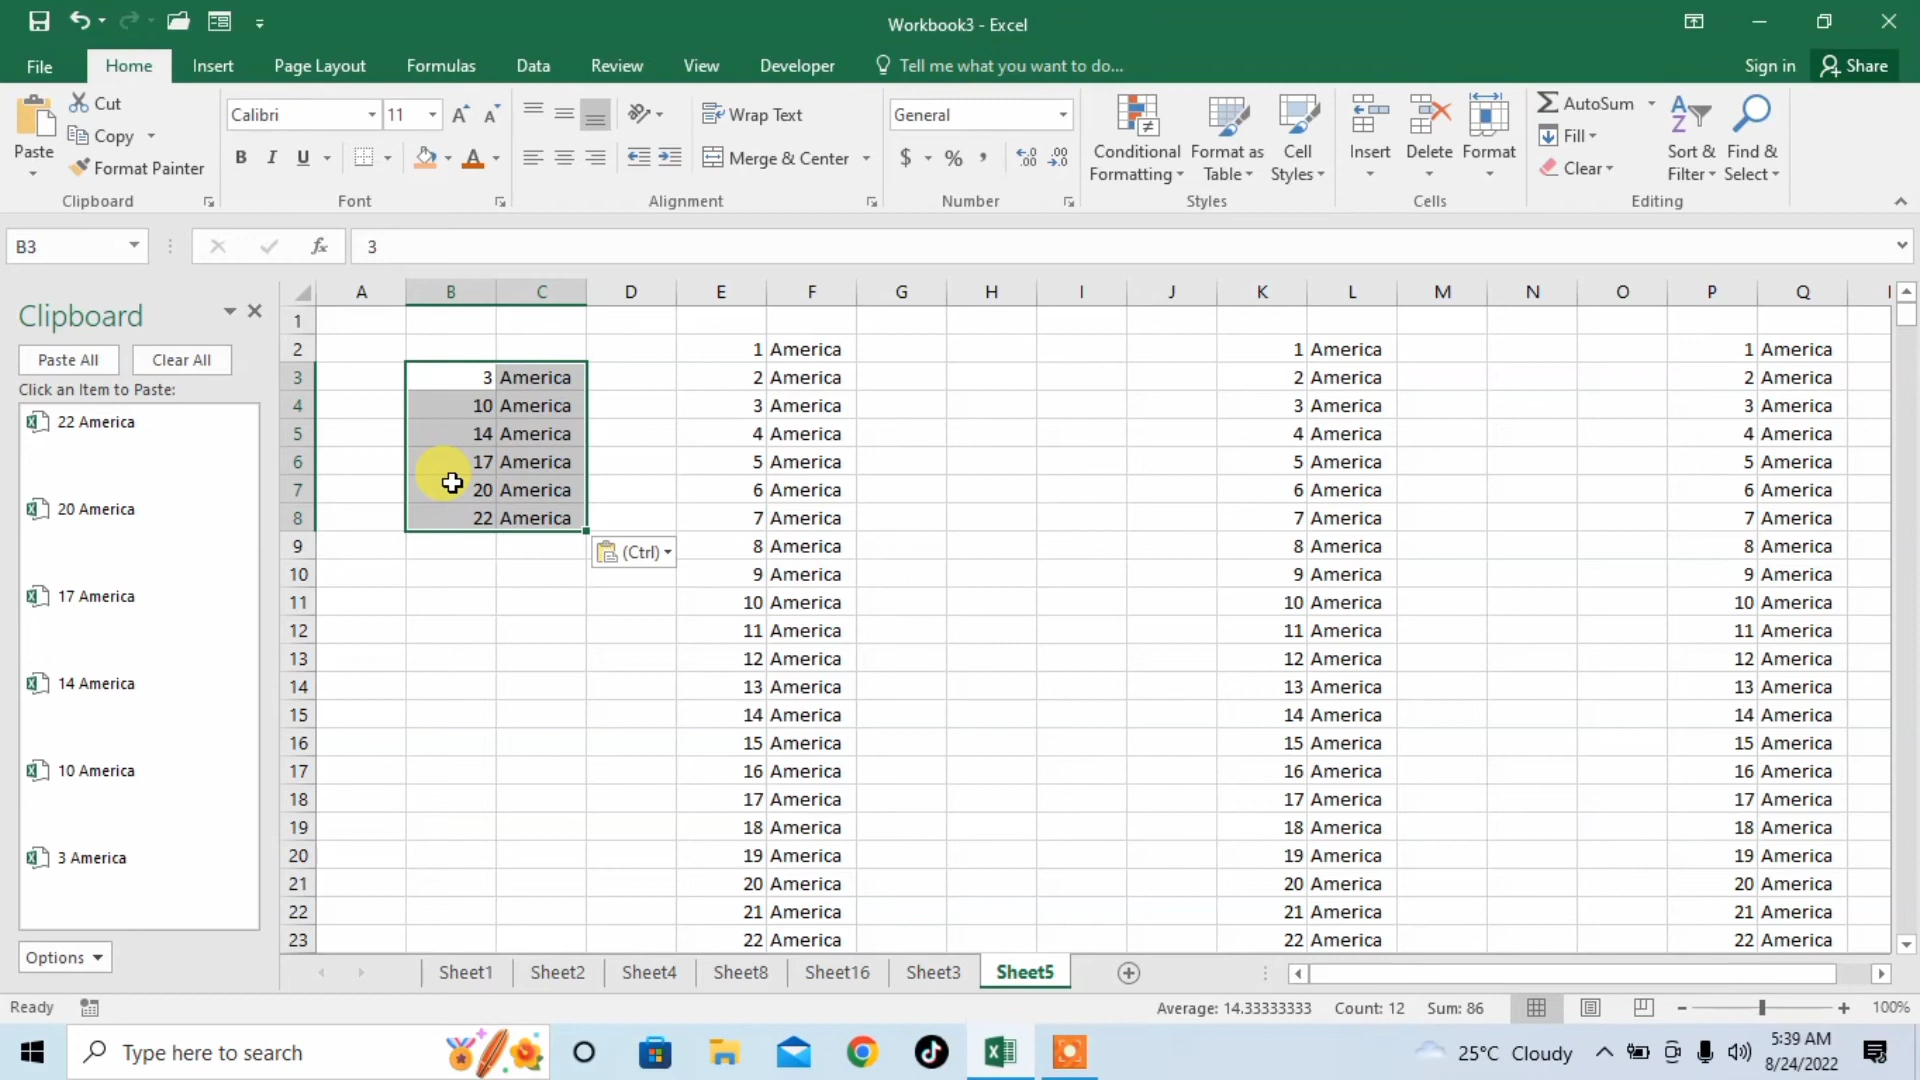 Workbook3 - Excel
File Home Insert Page Layout Formulas Data Review View Developer Tell me what you want to do... Sign in Share
Paste Cut Copy Format Painter Clipboard
Calibri 11 B I U A Font
Wrap Text Merge & Center Alignment
General $ % , Number
Conditional Formatting Format as Table Cell Styles Styles
Insert Delete Format Cells
AutoSum Fill Clear Sort & Filter Find & Select Editing
B3 fx 3
Clipboard
Paste All Clear All
Click an Item to Paste:
22 America
20 America
17 America
14 America
10 America
3 America
Options
A B C D E F G H I J K L M N O P Q
1
2 1 America 1 America 1 America
3 3 America 2 America 2 America 2 America
4 10 America 3 America 3 America 3 America
5 14 America 4 America 4 America 4 America
6 17 America 5 America 5 America 5 America
7 20 America 6 America 6 America 6 America
8 22 America 7 America 7 America 7 America
9 (Ctrl) 8 America 8 America 8 America
10 9 America 9 America 9 America
11 10 America 10 America 10 America
12 11 America 11 America 11 America
13 12 America 12 America 12 America
14 13 America 13 America 13 America
15 14 America 14 America 14 America
16 15 America 15 America 15 America
17 16 America 16 America 16 America
18 17 America 17 America 17 America
19 18 America 18 America 18 America
20 19 America 19 America 19 America
21 20 America 20 America 20 America
22 21 America 21 America 21 America
23 22 America 22 America 22 America
Sheet1 Sheet2 Sheet4 Sheet8 Sheet16 Sheet3 Sheet5
Ready Average: 14.33333333 Count: 12 Sum: 86 100%
Type here to search 25°C Cloudy 5:39 AM
8/24/2022